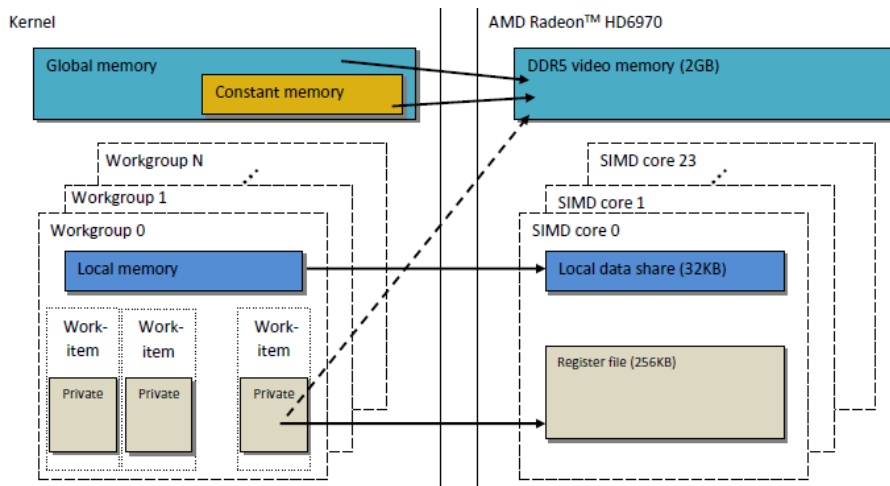 Kernel
AMD Radeon™ HD6970
Global memory
Constant memory
DDR5 video memory (2GB)
Workgroup N
Workgroup 1
Workgroup 0
Local memory
Work-
item
Work-
item
Work-
item
Private
Private
Private
SIMD core 23
SIMD core 1
SIMD core 0
Local data share (32KB)
Register file (256KB)